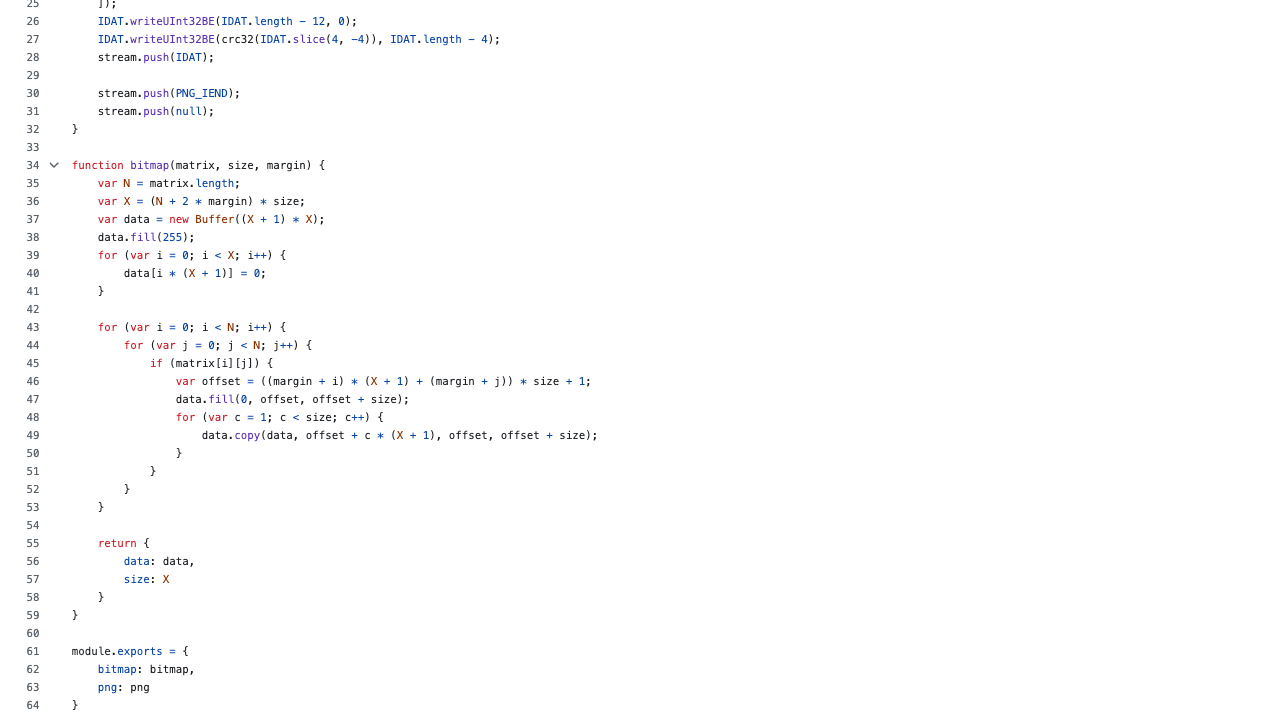 25         ]);
26     IDAT.writeUInt32BE(IDAT.length - 12, 0);
27     IDAT.writeUInt32BE(crc32(IDAT.slice(4, -4)), IDAT.length - 4);
28     stream.push(IDAT);
29
30     stream.push(PNG_IEND);
31     stream.push(null);
32 }
33
34 function bitmap(matrix, size, margin) {
35     var N = matrix.length;
36     var X = (N + 2 * margin) * size;
37     var data = new Buffer((X + 1) * X);
38     data.fill(255);
39     for (var i = 0; i < X; i++) {
40         data[i * (X + 1)] = 0;
41     }
42
43     for (var i = 0; i < N; i++) {
44         for (var j = 0; j < N; j++) {
45             if (matrix[i][j]) {
46                 var offset = ((margin + i) * (X + 1) + (margin + j)) * size + 1;
47                 data.fill(0, offset, offset + size);
48                 for (var c = 1; c < size; c++) {
49                     data.copy(data, offset + c * (X + 1), offset, offset + size);
50                 }
51             }
52         }
53     }
54
55     return {
56         data: data,
57         size: X
58     }
59 }
60
61 module.exports = {
62     bitmap: bitmap,
63     png: png
64 }